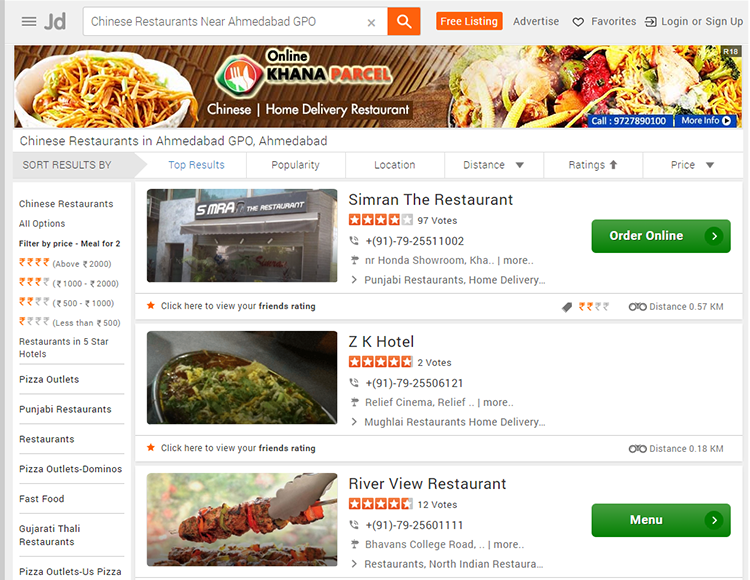 Jd
Chinese Restaurants Near Ahmedabad GPO
Free Listing
Advertise
Favorites
Login or Sign Up
Online
KHANA PARCEL
Chinese | Home Delivery Restaurant
R18
Call : 9727890100 | More Info
Chinese Restaurants in Ahmedabad GPO, Ahmedabad
SORT RESULTS BY
Top Results
Popularity
Location
Distance
Ratings
Price
Chinese Restaurants
All Options
Filter by price - Meal for 2
₹₹₹₹ (Above ₹ 2000)
₹₹₹₹ (₹ 1000 - ₹ 2000)
₹₹₹₹ (₹ 500 - ₹ 1000)
₹₹₹₹ (Less than ₹ 500)
Restaurants in 5 Star
Hotels
Pizza Outlets
Punjabi Restaurants
Restaurants
Pizza Outlets-Dominos
Fast Food
Gujarati Thali
Restaurants
Pizza Outlets-Us Pizza
SIMRAN THE RESTAURANT
Simran The Restaurant
97 Votes
+(91)-79-25511002
nr Honda Showroom, Kha.. | more..
Punjabi Restaurants, Home Delivery...
Order Online
Click here to view your friends rating
₹₹₹₹
Distance 0.57 KM
Z K Hotel
2 Votes
+(91)-79-25506121
Relief Cinema, Relief .. | more..
Mughlai Restaurants Home Delivery...
Click here to view your friends rating
Distance 0.18 KM
River View Restaurant
12 Votes
+(91)-79-25601111
Bhavans College Road, .. | more..
Restaurants, North Indian Restaura...
Menu